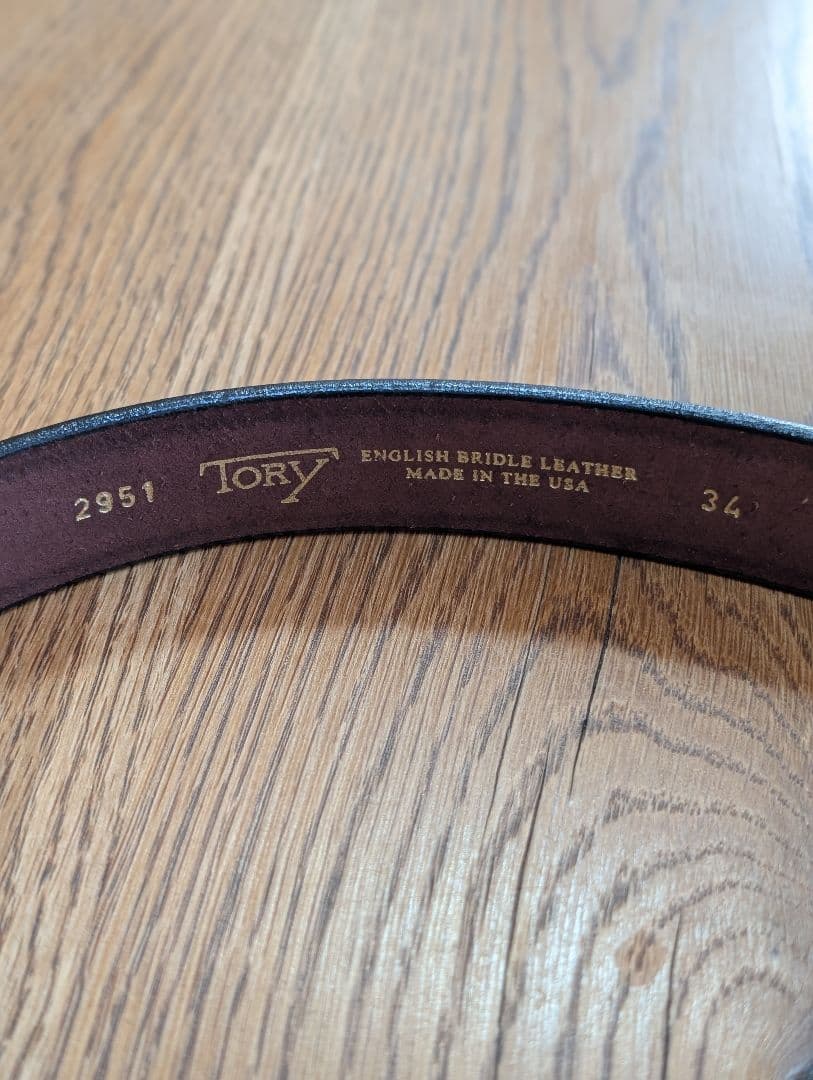 2951
TORY
ENGLISH BRIDLE LEATHER
MADE IN THE USA
34